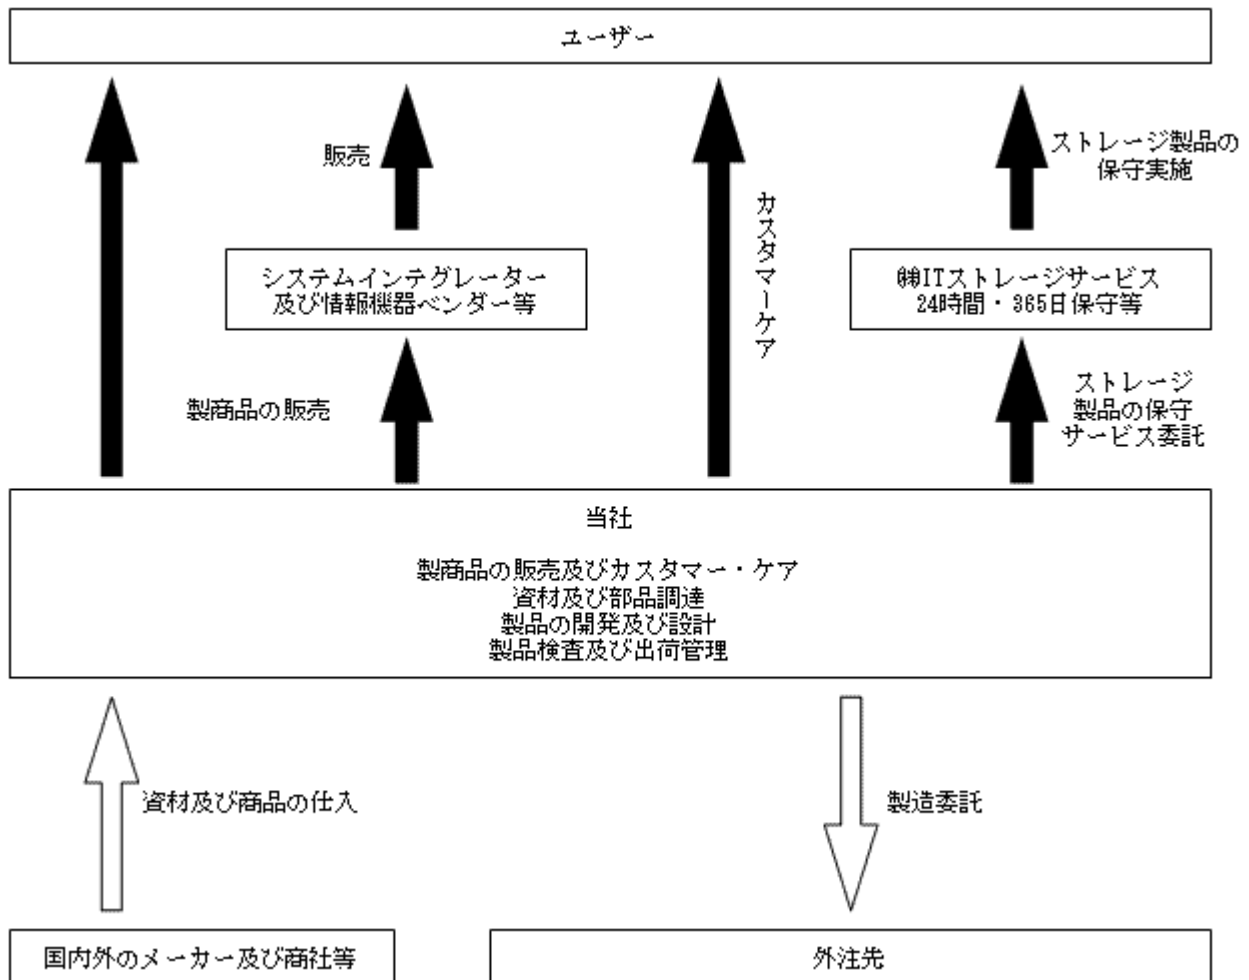 ユーザー
販売
ストレージ製品の
保守実施
カスタマーケア
システムインテグレーター
及び情報機器ベンダー等
㈱ITストレージサービス
24時間・365日保守等
製商品の販売
ストレージ
製品の保守
サービス委託
当社
製商品の販売及びカスタマー・ケア
資材及び部品調達
製品の開発及び設計
製品検査及び出荷管理
資材及び商品の仕入
製造委託
国内外のメーカー及び商社等
外注先